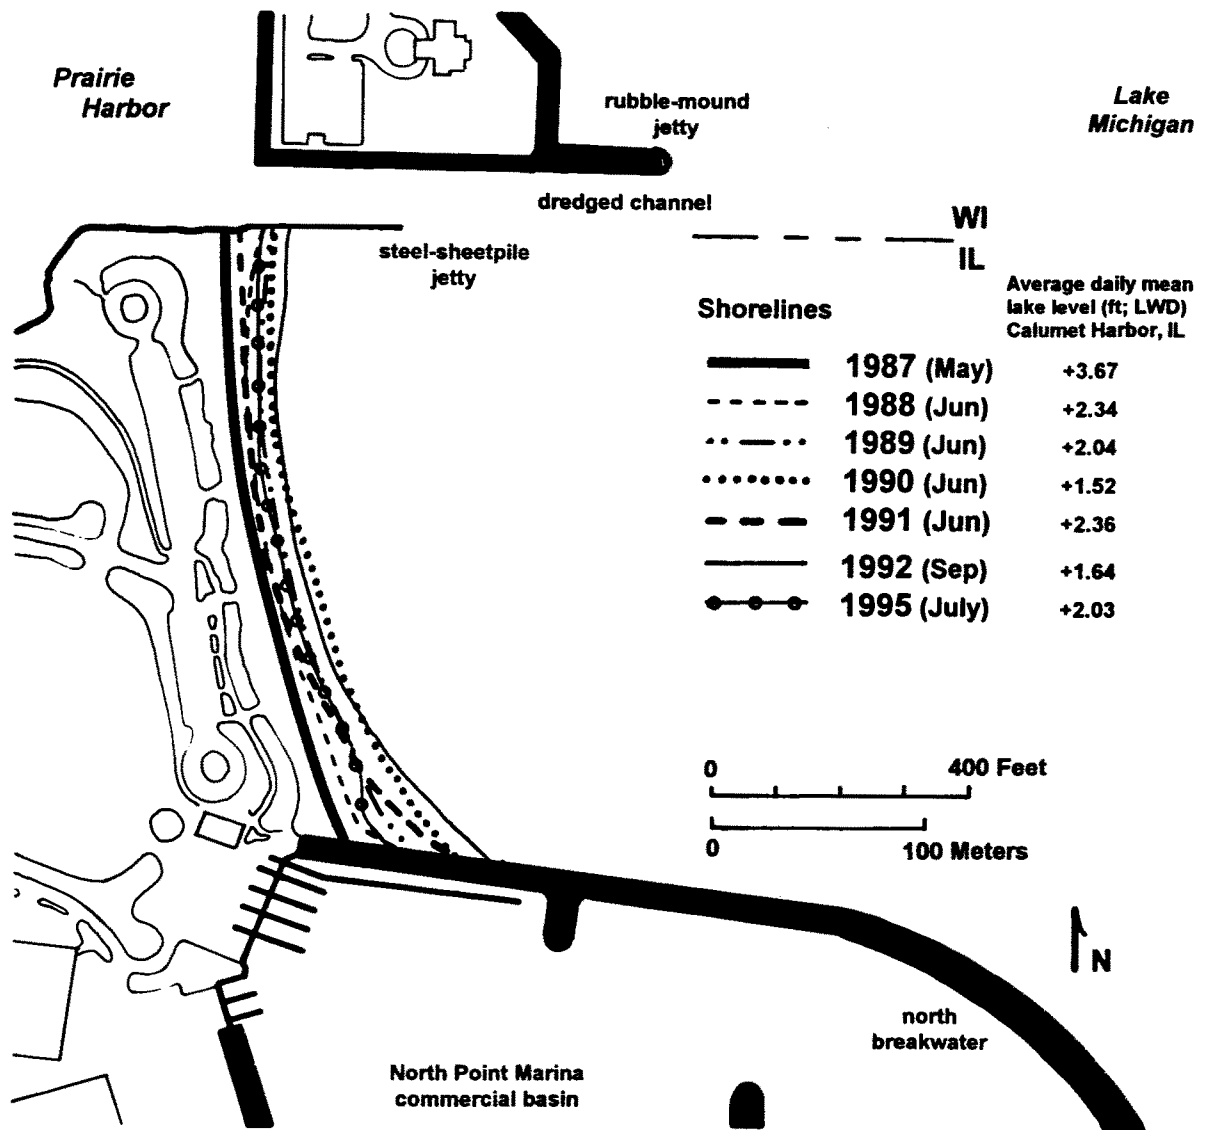 Prairie
Harbor
rubble-mound
jetty
Lake
Michigan
dredged channel
WI
IL
steel-sheetpile
jetty
Average daily mean
lake level (ft; LWD)
Calumet Harbor, IL
Shorelines
1987 (May) +3.67
1988 (Jun) +2.34
1989 (Jun) +2.04
1990 (Jun) +1.52
1991 (Jun) +2.36
1992 (Sep) +1.64
1995 (July) +2.03
0 400 Feet
0 100 Meters
N
north
breakwater
North Point Marina
commercial basin